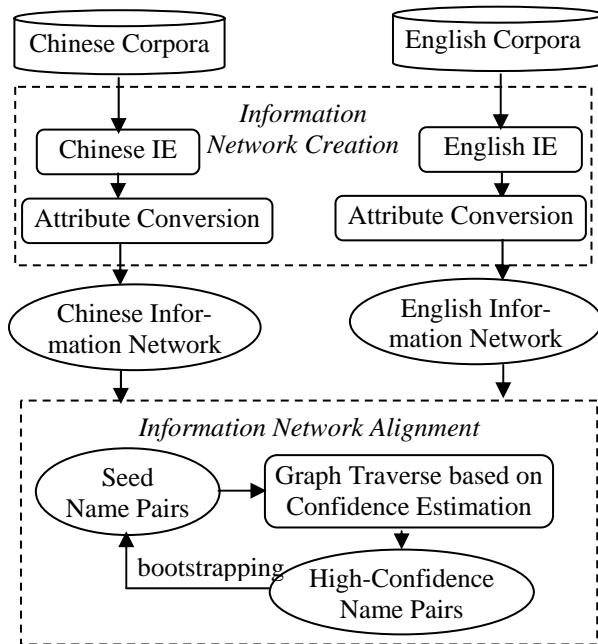 Chinese Corpora
English Corpora
Information
Network Creation
Chinese IE
English IE
Attribute Conversion
Attribute Conversion
Chinese Infor-
mation Network
English Infor-
mation Network
Information Network Alignment
Seed
Name Pairs
Graph Traverse based on
Confidence Estimation
bootstrapping
High-Confidence
Name Pairs